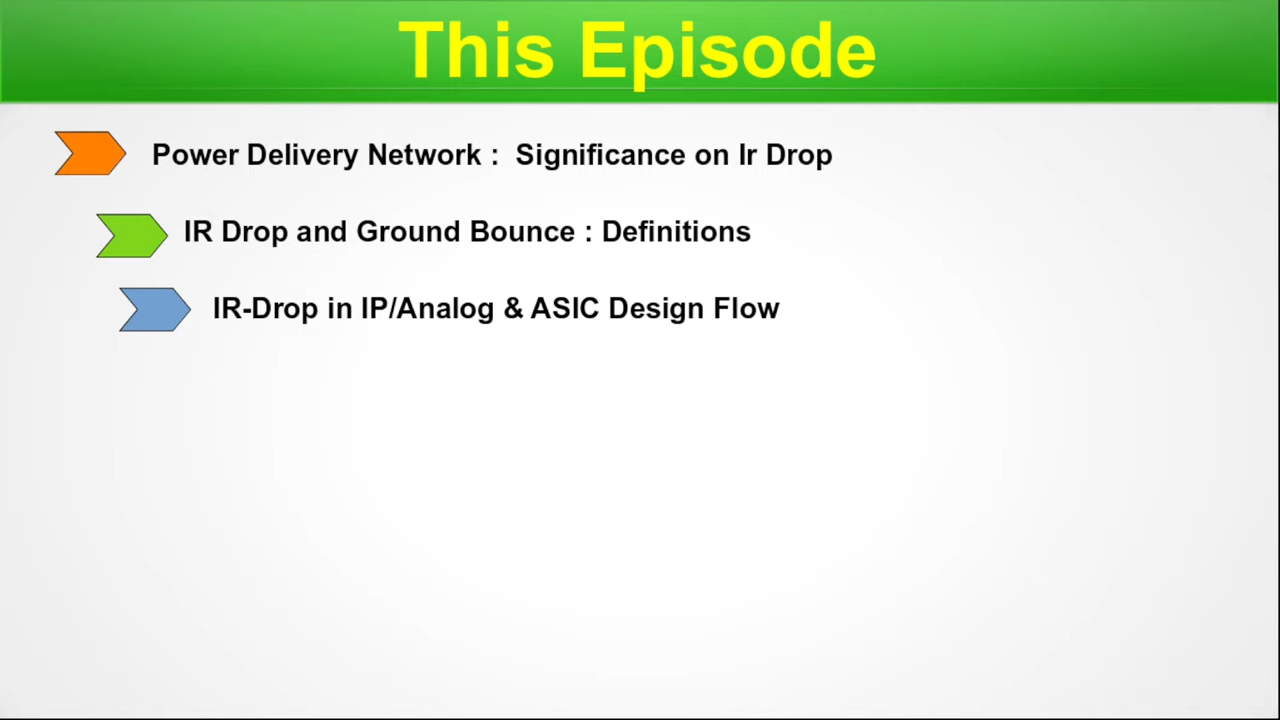 This Episode
Power Delivery Network :  Significance on Ir Drop
IR Drop and Ground Bounce : Definitions
IR-Drop in IP/Analog & ASIC Design Flow